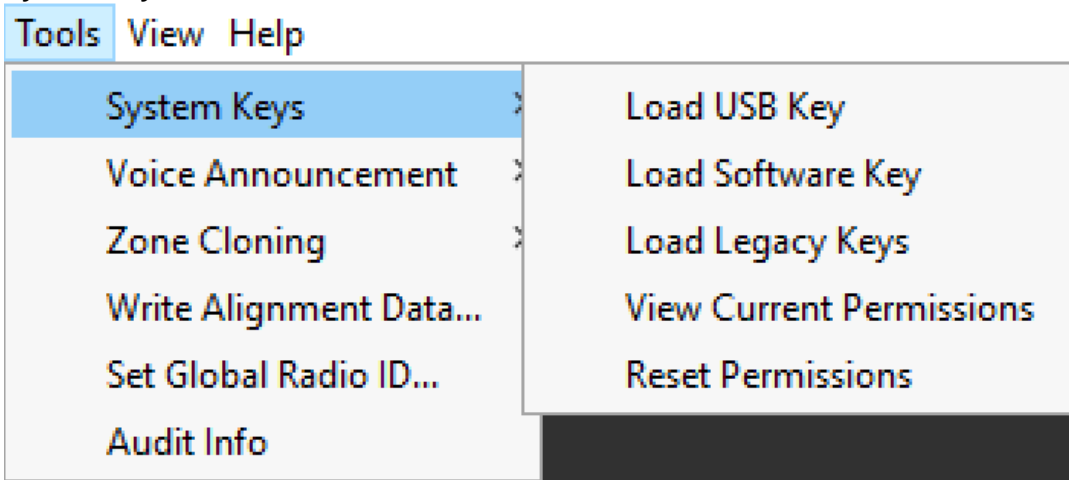 Tools View Help
System Keys
Voice Announcement
Zone Cloning
Write Alignment Data...
Set Global Radio ID...
Audit Info
Load USB Key
Load Software Key
Load Legacy Keys
View Current Permissions
Reset Permissions